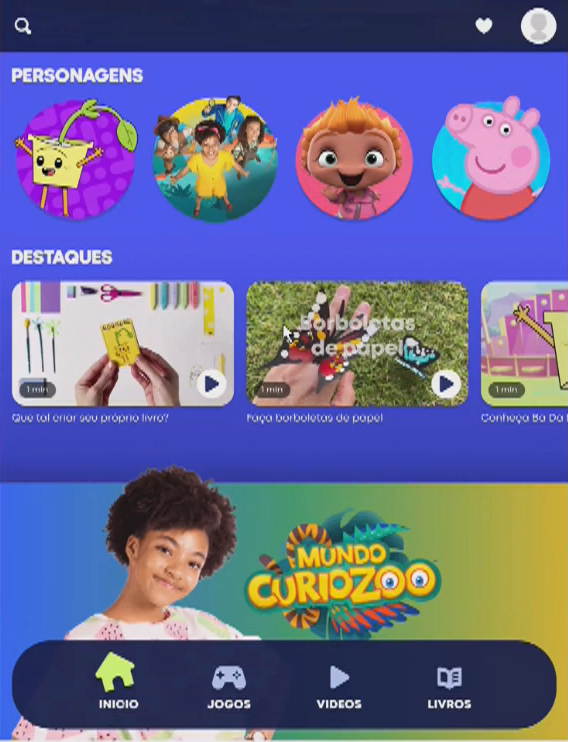 PERSONAGENS
DESTAQUES
Borboletas
de papel
1 min
1 min
1 min
Que tal criar seu próprio livro?
Faça borboletas de papel
Conheça Ba Da
MUNDO
CURIOZOO
INICIO
JOGOS
VIDEOS
LIVROS